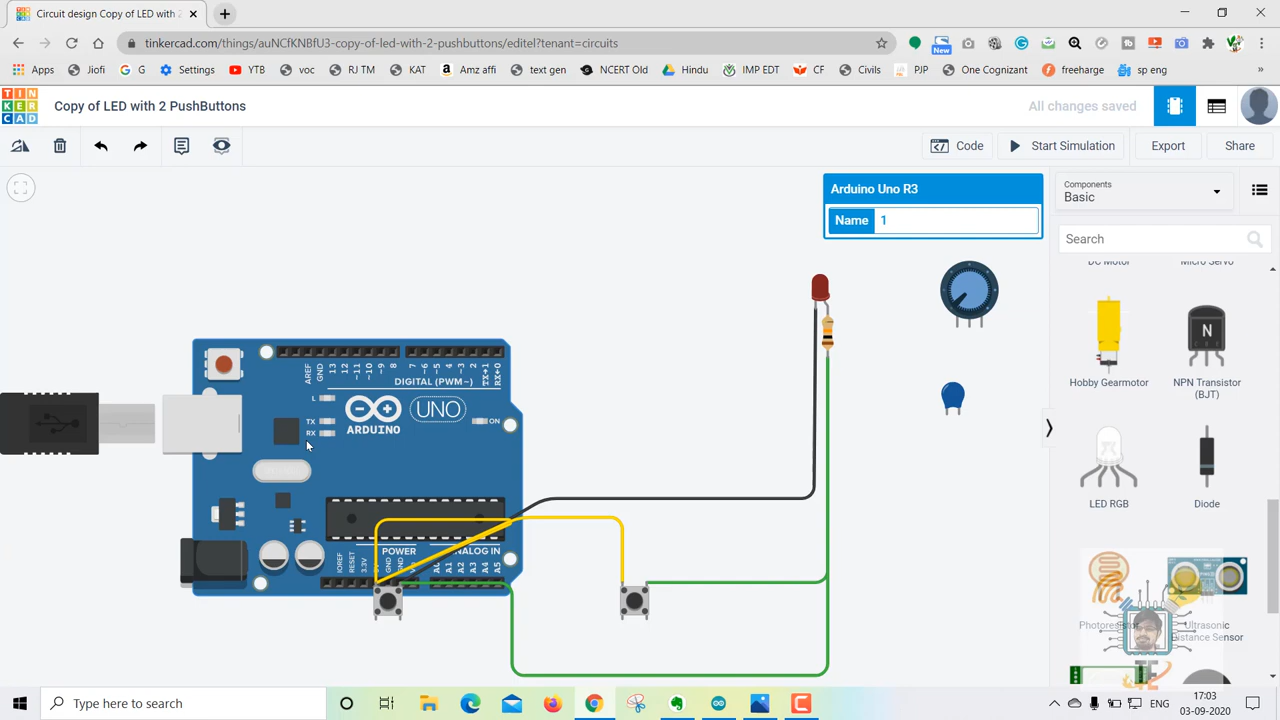 Circuit design Copy of LED with 2
tinkercad.com/things/auNCfKNBfU3-copy-of-led-with-2-pushbuttons/editel?tenant=circuits
New
Apps
Jiofi
G
Settings
YTB
voc
RJ TM
KAT
Amz affi
text gen
NCERT Old
Hindu
IMP EDT
CF
Civils
PJP
One Cognizant
freeharge
sp eng
»
TIN
KER
CAD
Copy of LED with 2 PushButtons
All changes saved
Code
Start Simulation
Export
Share
Arduino Uno R3
Name 1
Components
Basic
Search
DC Motor
Micro Servo
Hobby Gearmotor
NPN Transistor
(BJT)
N
LED RGB
Diode
Photoresistor
Ultrasonic
Distance Sensor
AREF
GND
13
12
~11
~10
~9
8
7
~6
~5
4
~3
2
TX→1
RX←0
DIGITAL (PWM~)
L
TX
RX
ARDUINO
UNO
ON
IOREF
RESET
3.3V
GND
POWER
ANALOG IN
A1
A2
A3
A4
A5
Type here to search
ENG
17:03
03-09-2020